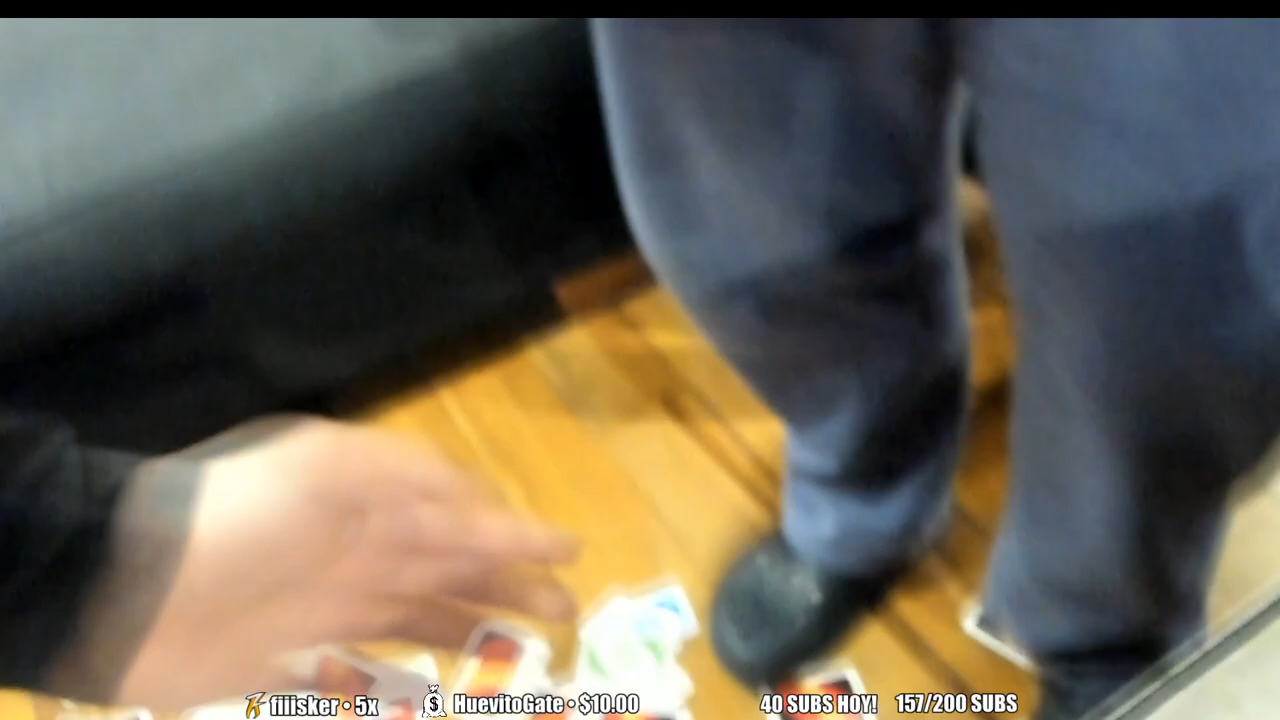 fiiisker • 5x HuevitoGate • $10.00 40 SUBS HOY! 157/200 SUBS